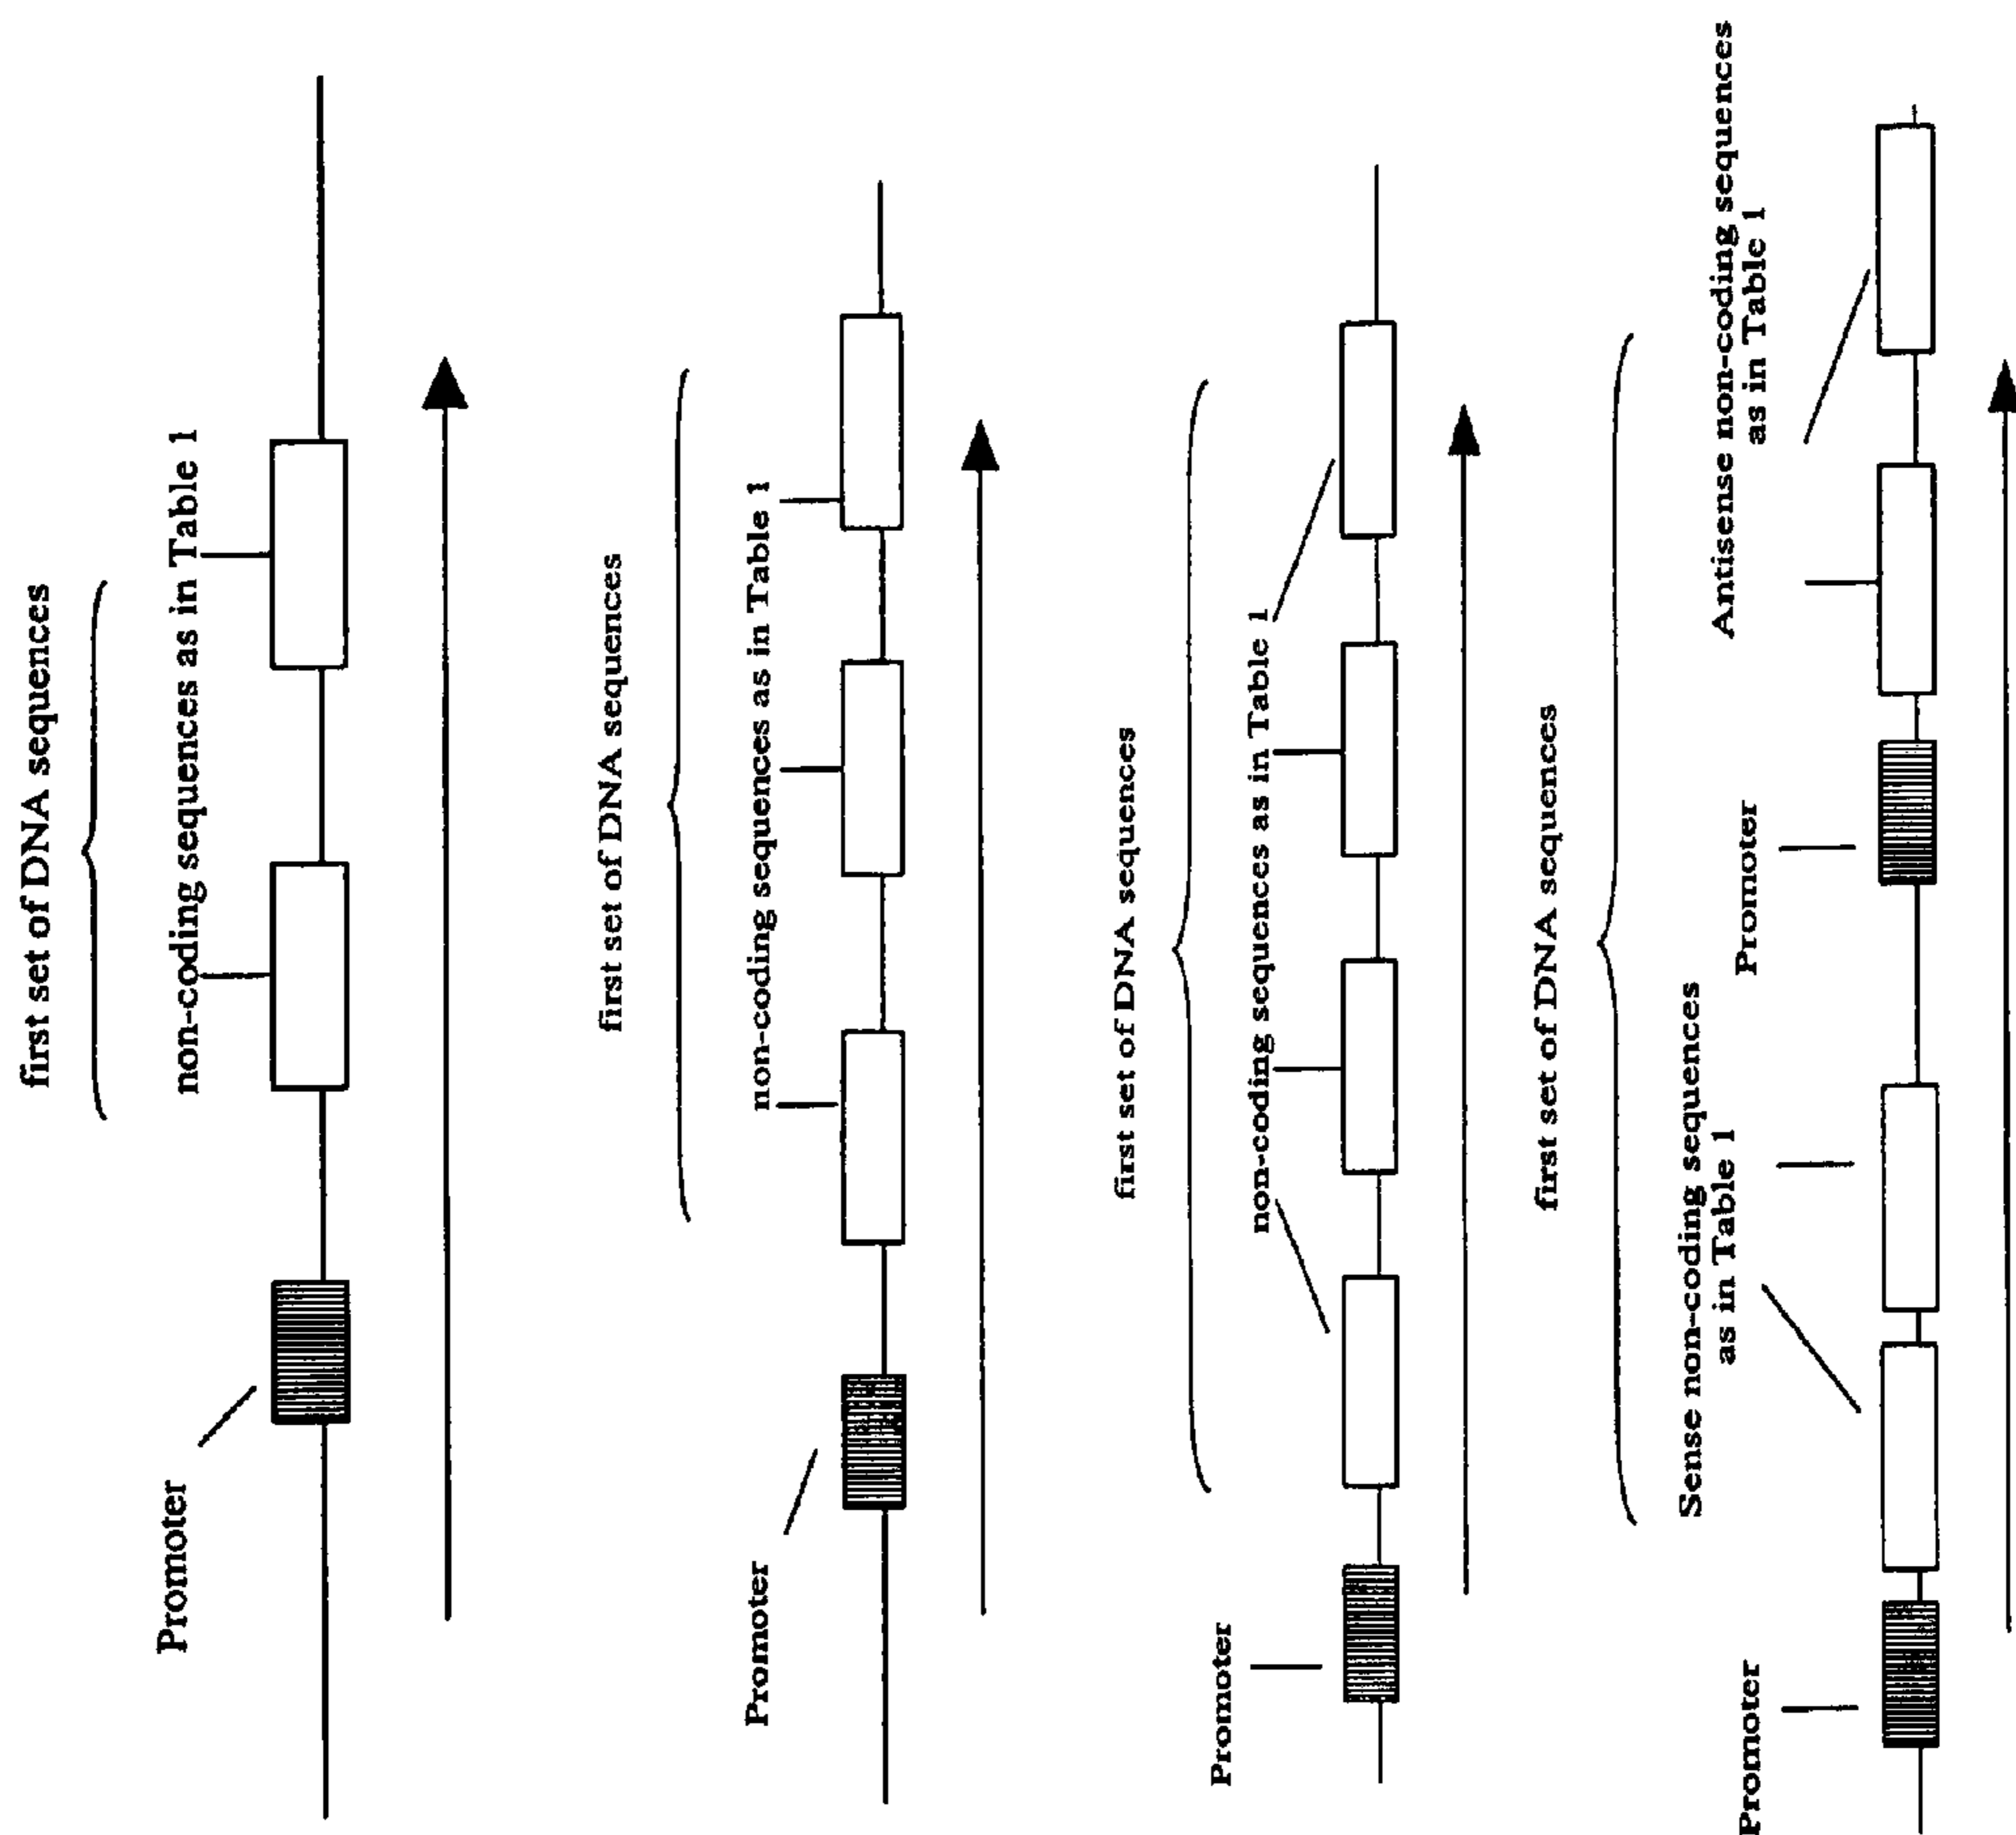 first set of DNA sequences
Promoter
non-coding sequences as in Table 1
first set of DNA sequences
Promoter
non-coding sequences as in Table 1
first set of DNA sequences
Promoter
non-coding sequences as in Table 1
first set of DNA sequences
Sense non-coding sequences
as in Table 1
Antisense non-coding sequences
as in Table 1
Promoter
Promoter